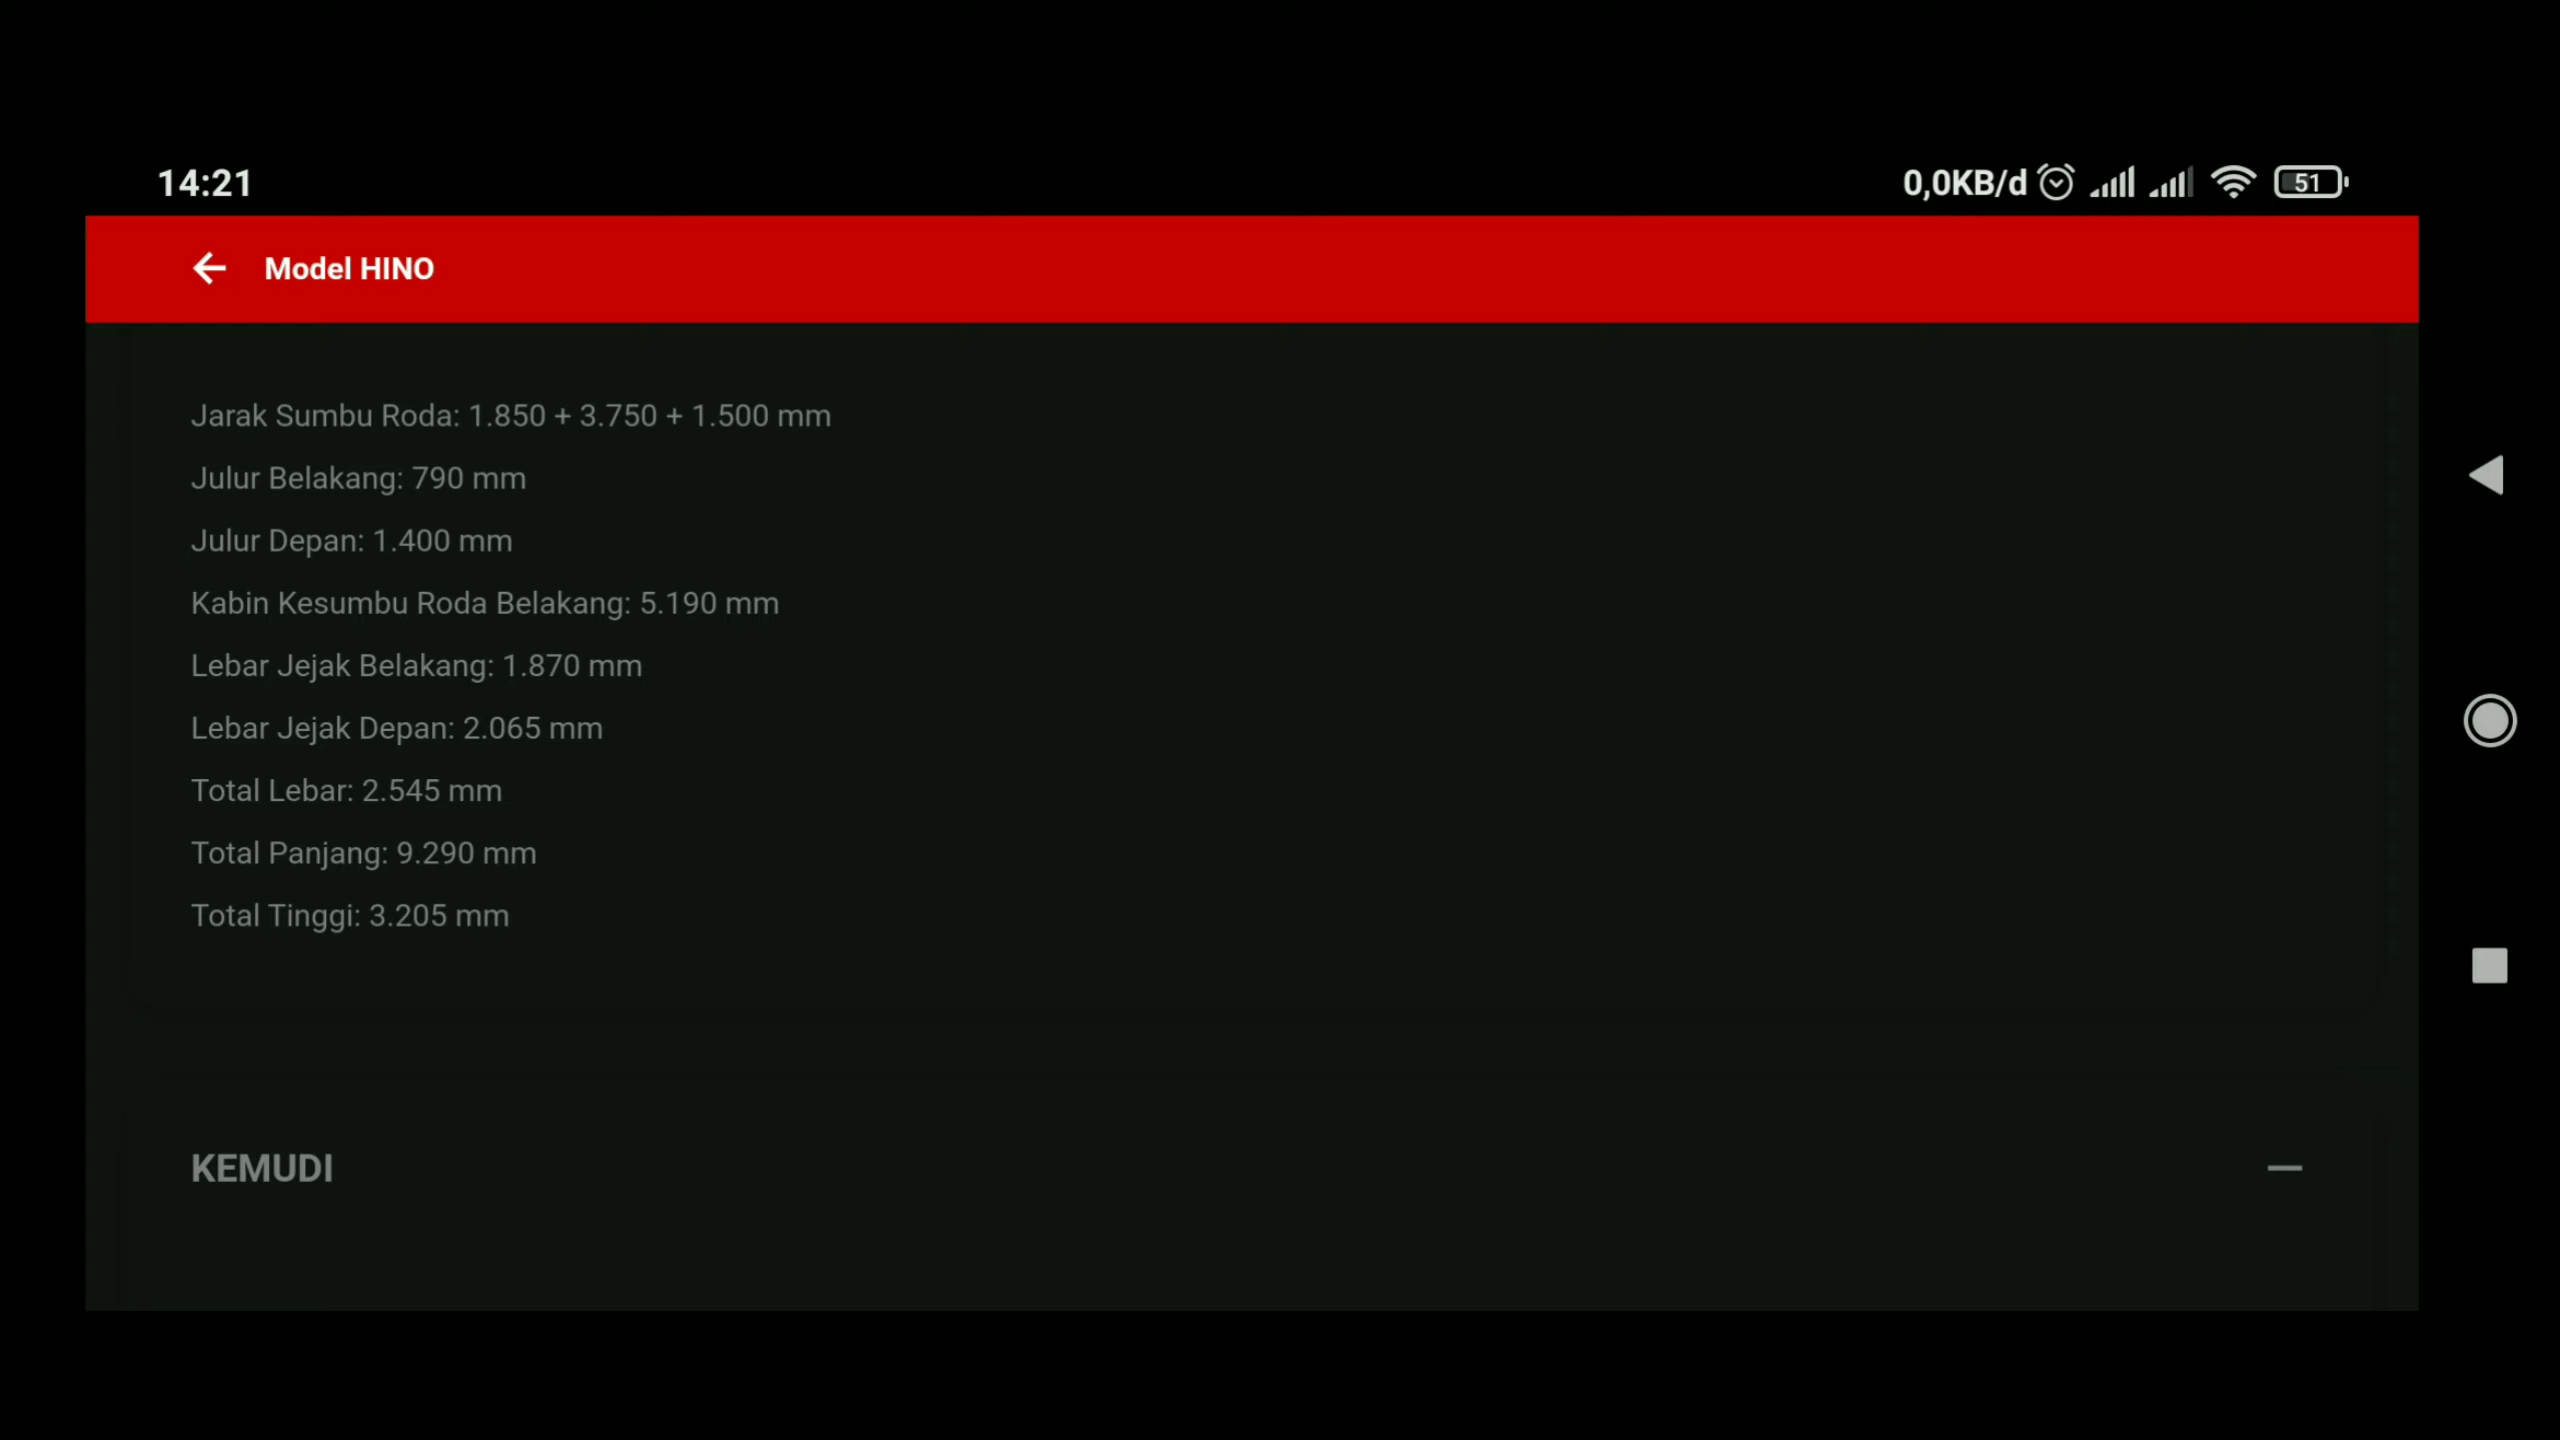 14:21
0,0KB/d
51
Model HINO
Jarak Sumbu Roda: 1.850 + 3.750 + 1.500 mm
Julur Belakang: 790 mm
Julur Depan: 1.400 mm
Kabin Kesumbu Roda Belakang: 5.190 mm
Lebar Jejak Belakang: 1.870 mm
Lebar Jejak Depan: 2.065 mm
Total Lebar: 2.545 mm
Total Panjang: 9.290 mm
Total Tinggi: 3.205 mm
KEMUDI